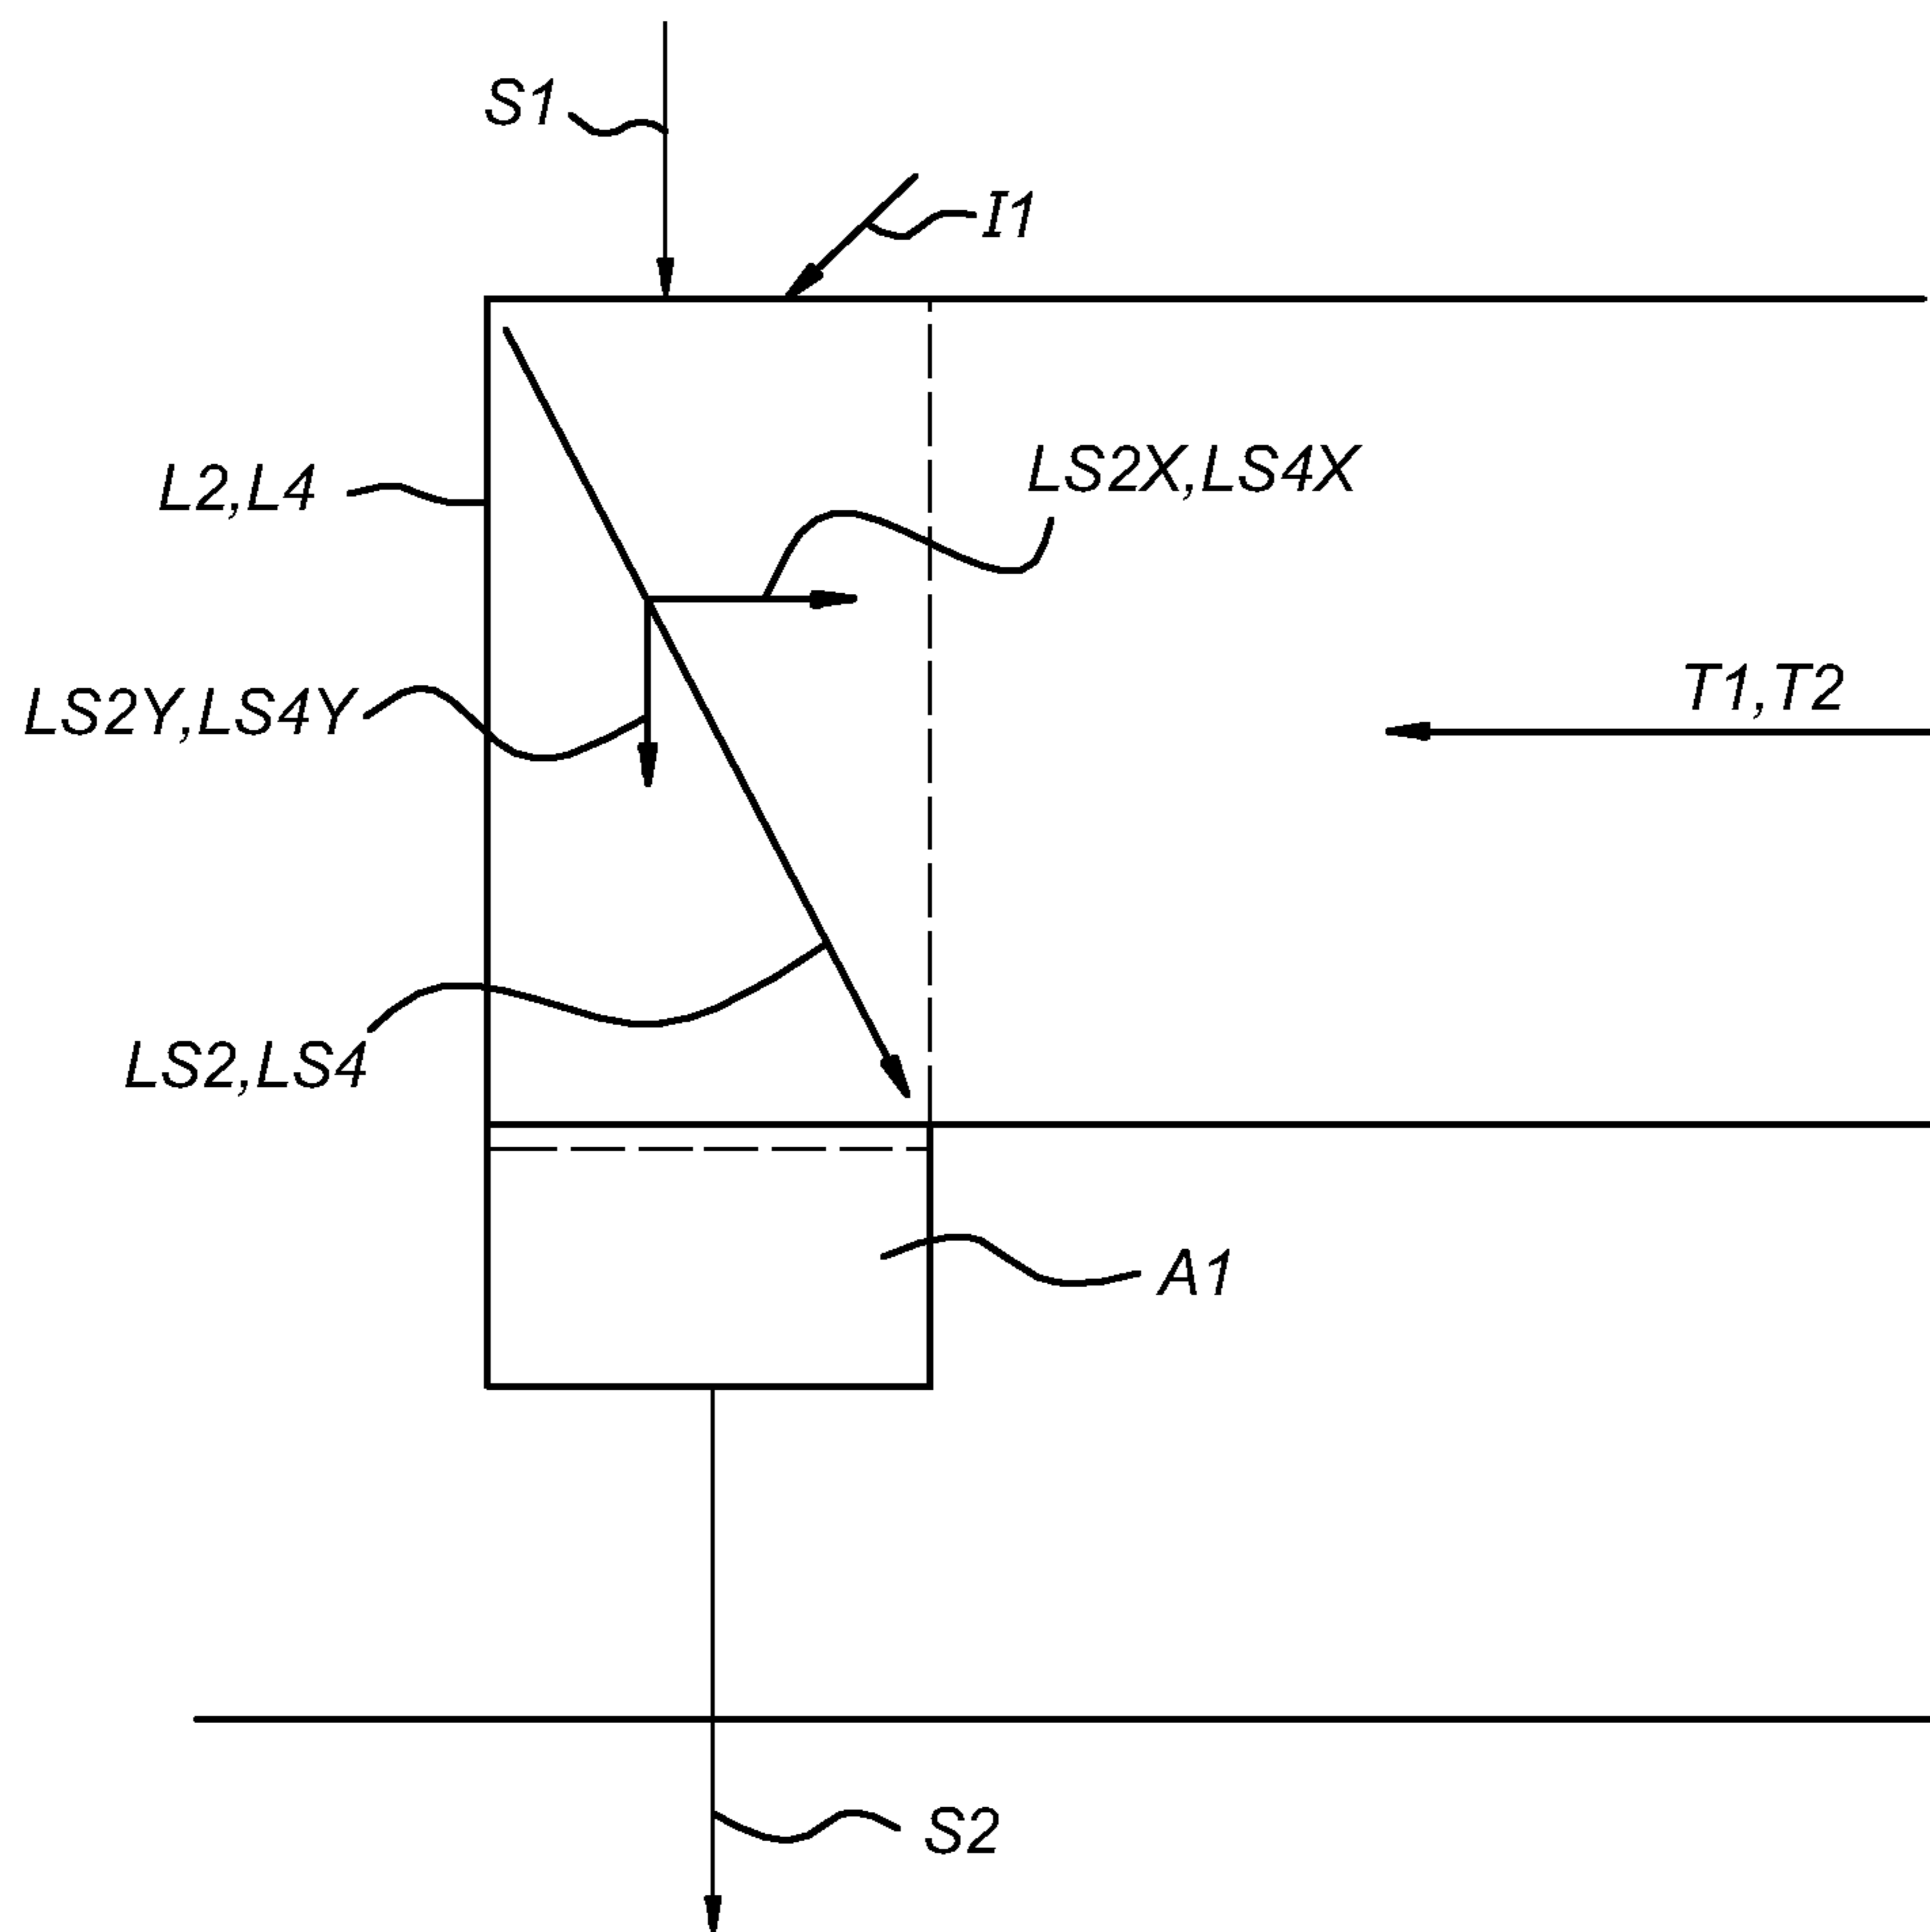 S1
I1
LS2X,LS4X
L2,L4
T1,T2
LS2Y,LS4Y
LS2,LS4
A1
S2